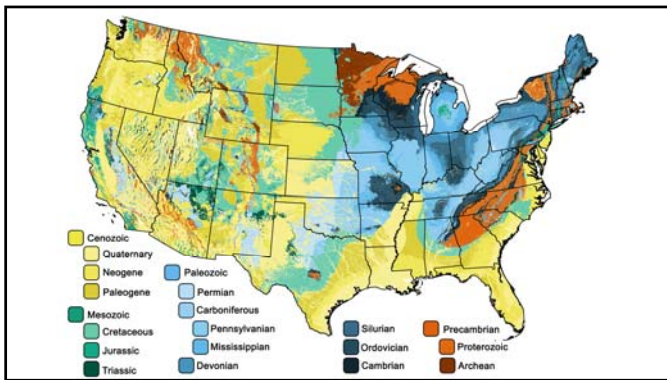 Cenozoic
Quaternary
Neogene
Paleogene
Mesozoic
Cretaceous
Jurassic
Triassic
Paleozoic
Permian
Carboniferous
Pennsylvanian
Mississippian
Devonian
Silurian
Ordovician
Cambrian
Precambrian
Proterozoic
Archean